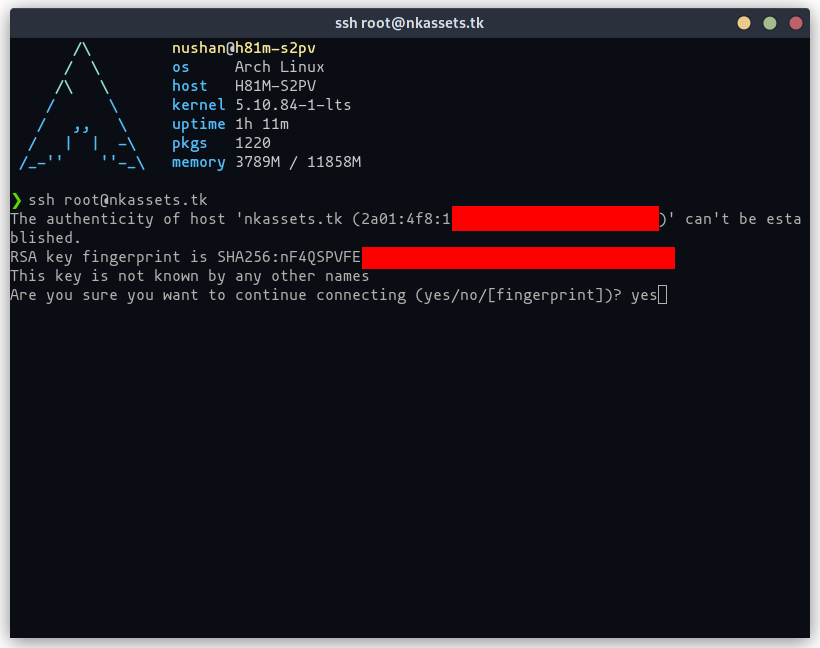 ssh root@nkassets.tk
nushan@h81m-s2pv
os Arch Linux
host H81M-S2PV
kernel 5.10.84-1-lts
uptime 1h 11m
pkgs 1220
memory 3789M / 11858M
❯ ssh root@nkassets.tk
The authenticity of host 'nkassets.tk (2a01:4f8:1 )' can't be esta
blished.
RSA key fingerprint is SHA256:nF4QSPVFE
This key is not known by any other names
Are you sure you want to continue connecting (yes/no/[fingerprint])? yes